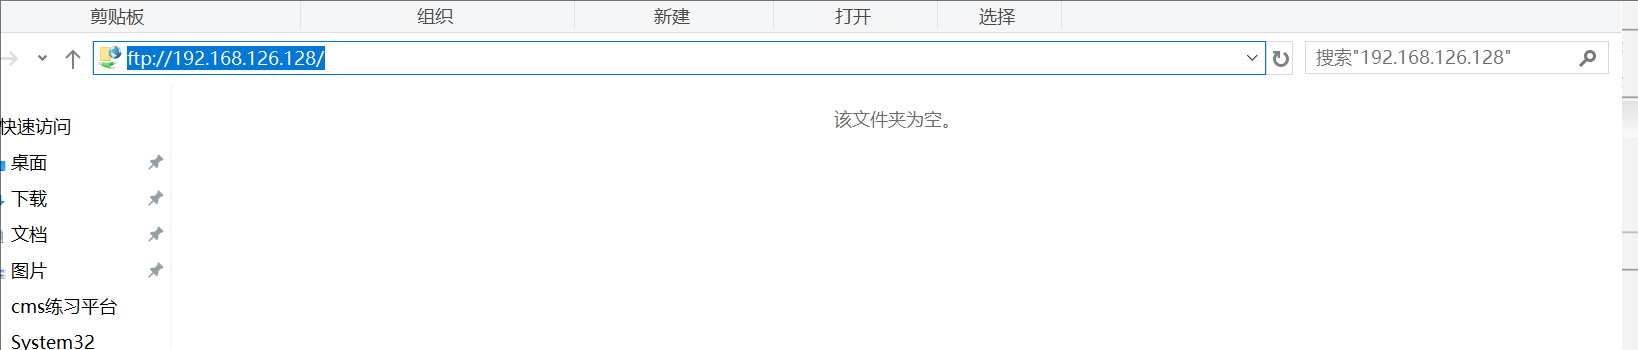 剪贴板 组织 新建 打开 选择
ftp://192.168.126.128/ 搜索"192.168.126.128"
该文件夹为空。
快速访问
桌面
下载
文档
图片
cms练习平台
System32